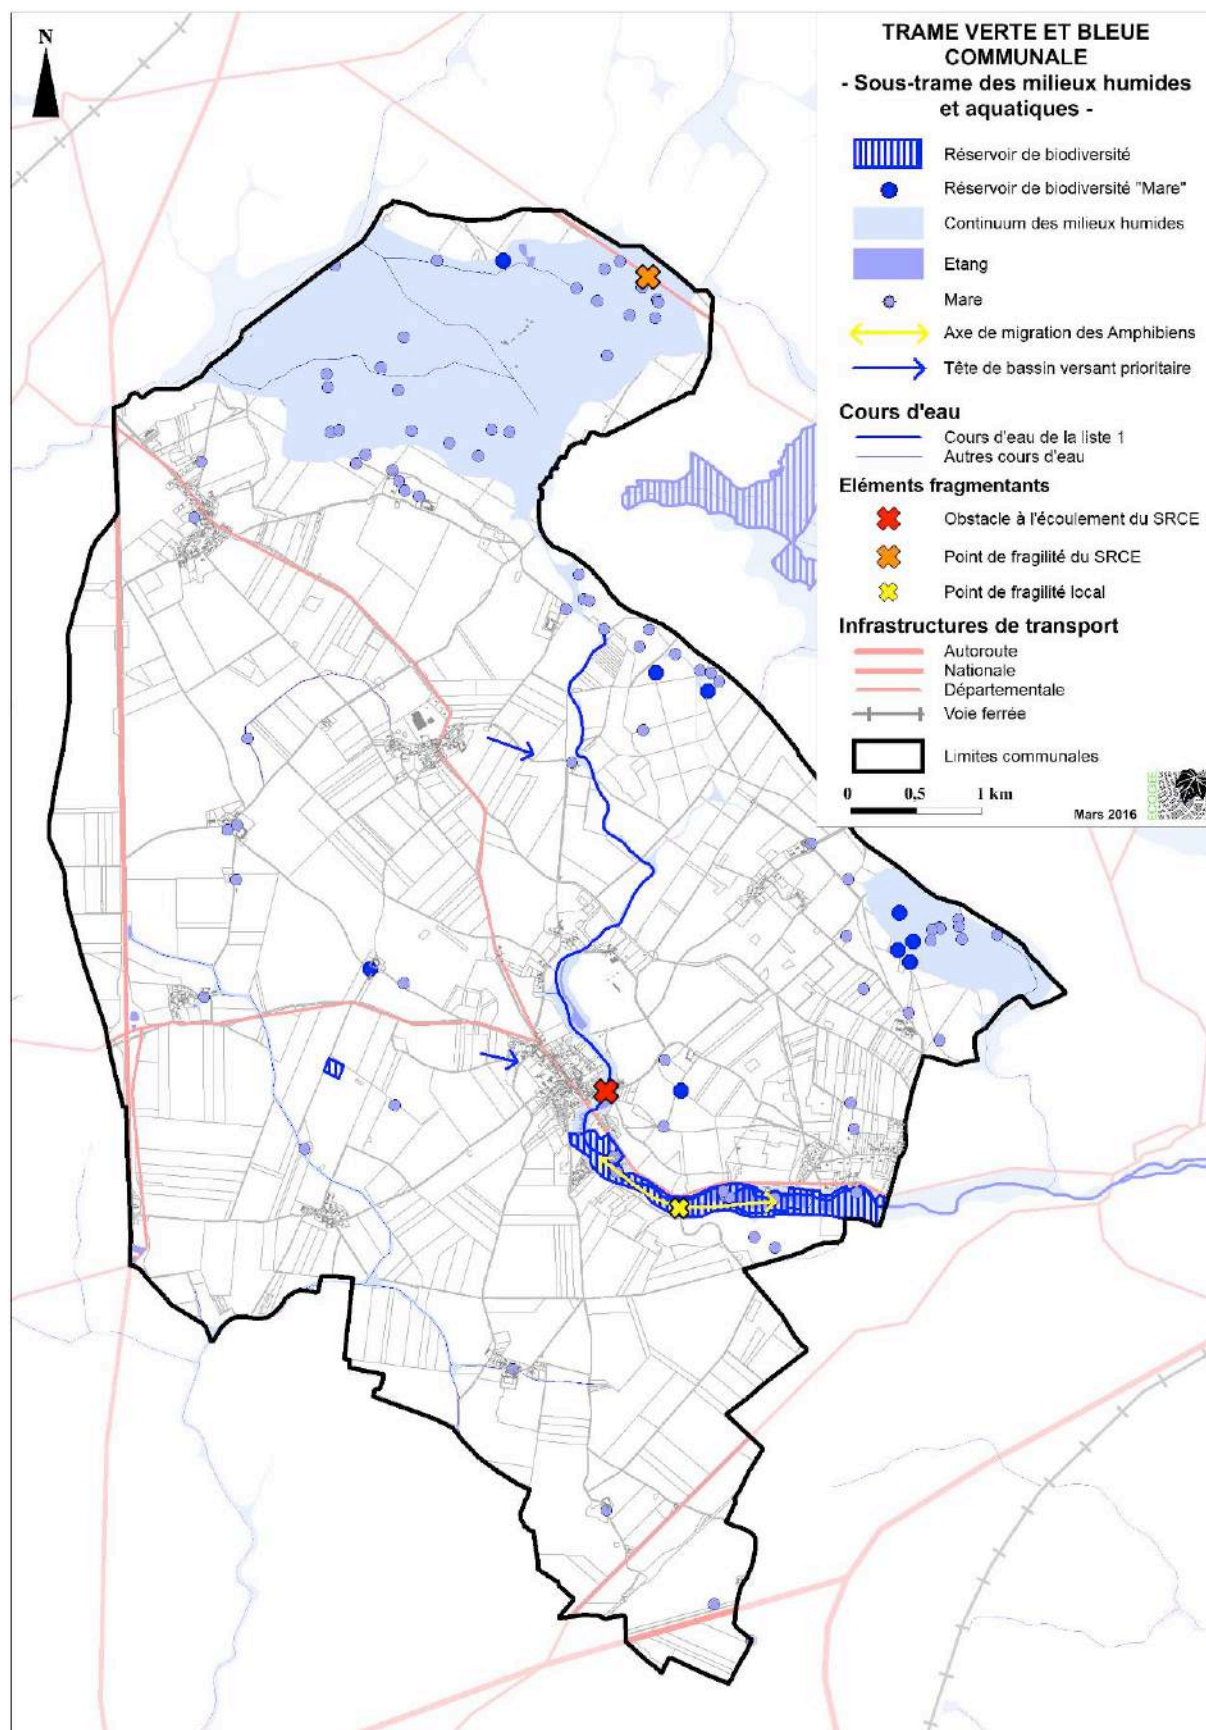 N
TRAME VERTE ET BLEUE
COMMUNALE
- Sous-trame des milieux humides
et aquatiques -
Réservoir de biodiversité
Réservoir de biodiversité "Mare"
Continuum des milieux humides
Etang
Mare
Axe de migration des Amphibiens
Tête de bassin versant prioritaire
Cours d'eau
Cours d'eau de la liste 1
Autres cours d'eau
Eléments fragmentants
Obstacle à l'écoulement du SRCE
Point de fragilité du SRCE
Point de fragilité local
Infrastructures de transport
Autoroute
Nationale
Départementale
Voie ferrée
Limites communales
0 0,5 1 km
Mars 2016
ECOGEE